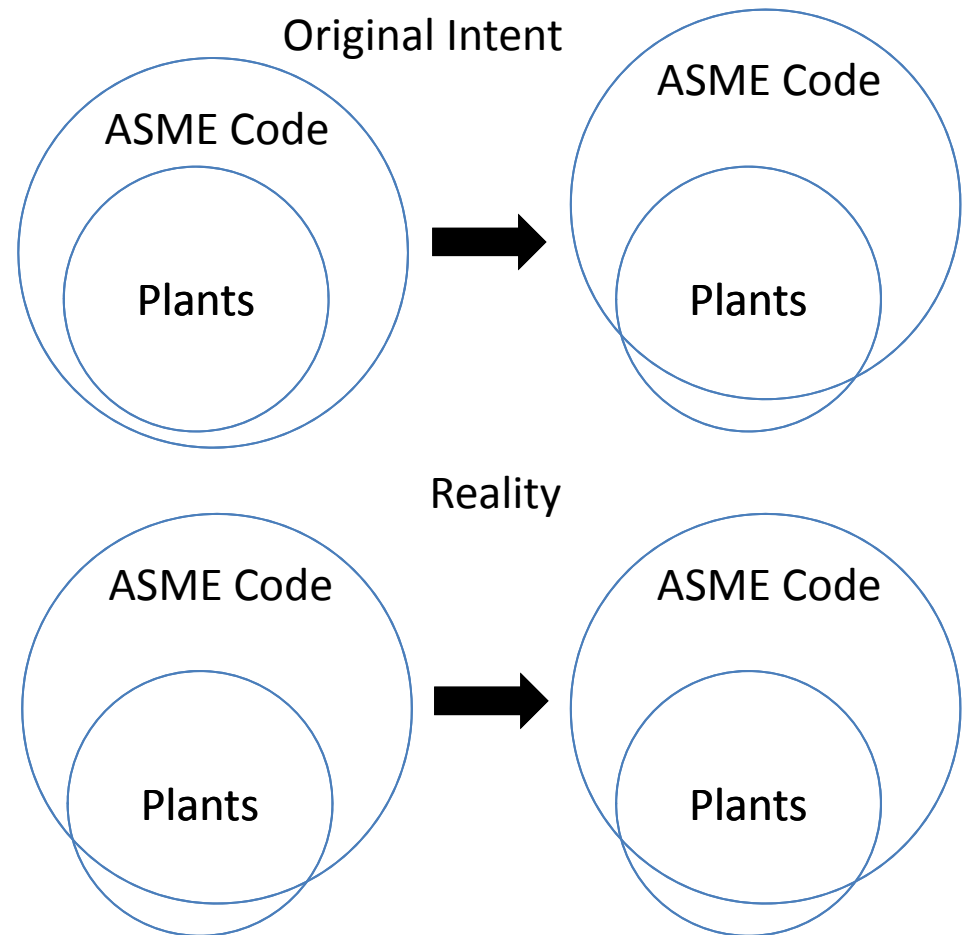 Original Intent
ASME Code
ASME Code
Plants
Plants
Reality
ASME Code
ASME Code
Plants
Plants